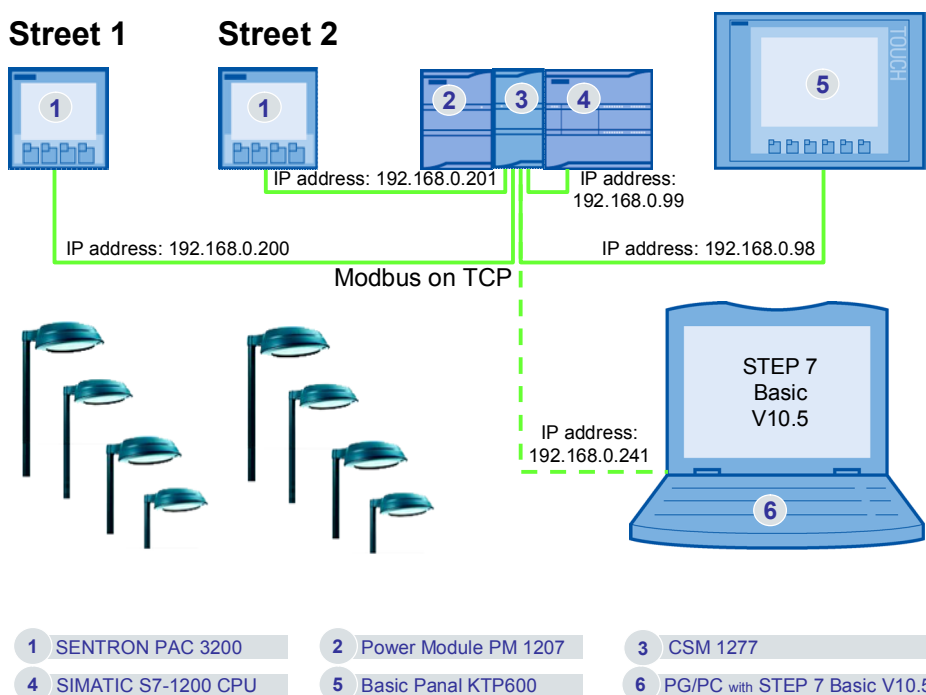 Street 1
Street 2
TOUCH
1
1
2
3
4
5
IP address: 192.168.0.201
IP address:
192.168.0.99
IP address: 192.168.0.200
IP address: 192.168.0.98
Modbus on TCP
STEP 7
Basic
V10.5
IP address:
192.168.0.241
6
1 SENTRON PAC 3200
2 Power Module PM 1207
3 CSM 1277
4 SIMATIC S7-1200 CPU
5 Basic Panal KTP600
6 PG/PC with STEP 7 Basic V10.5